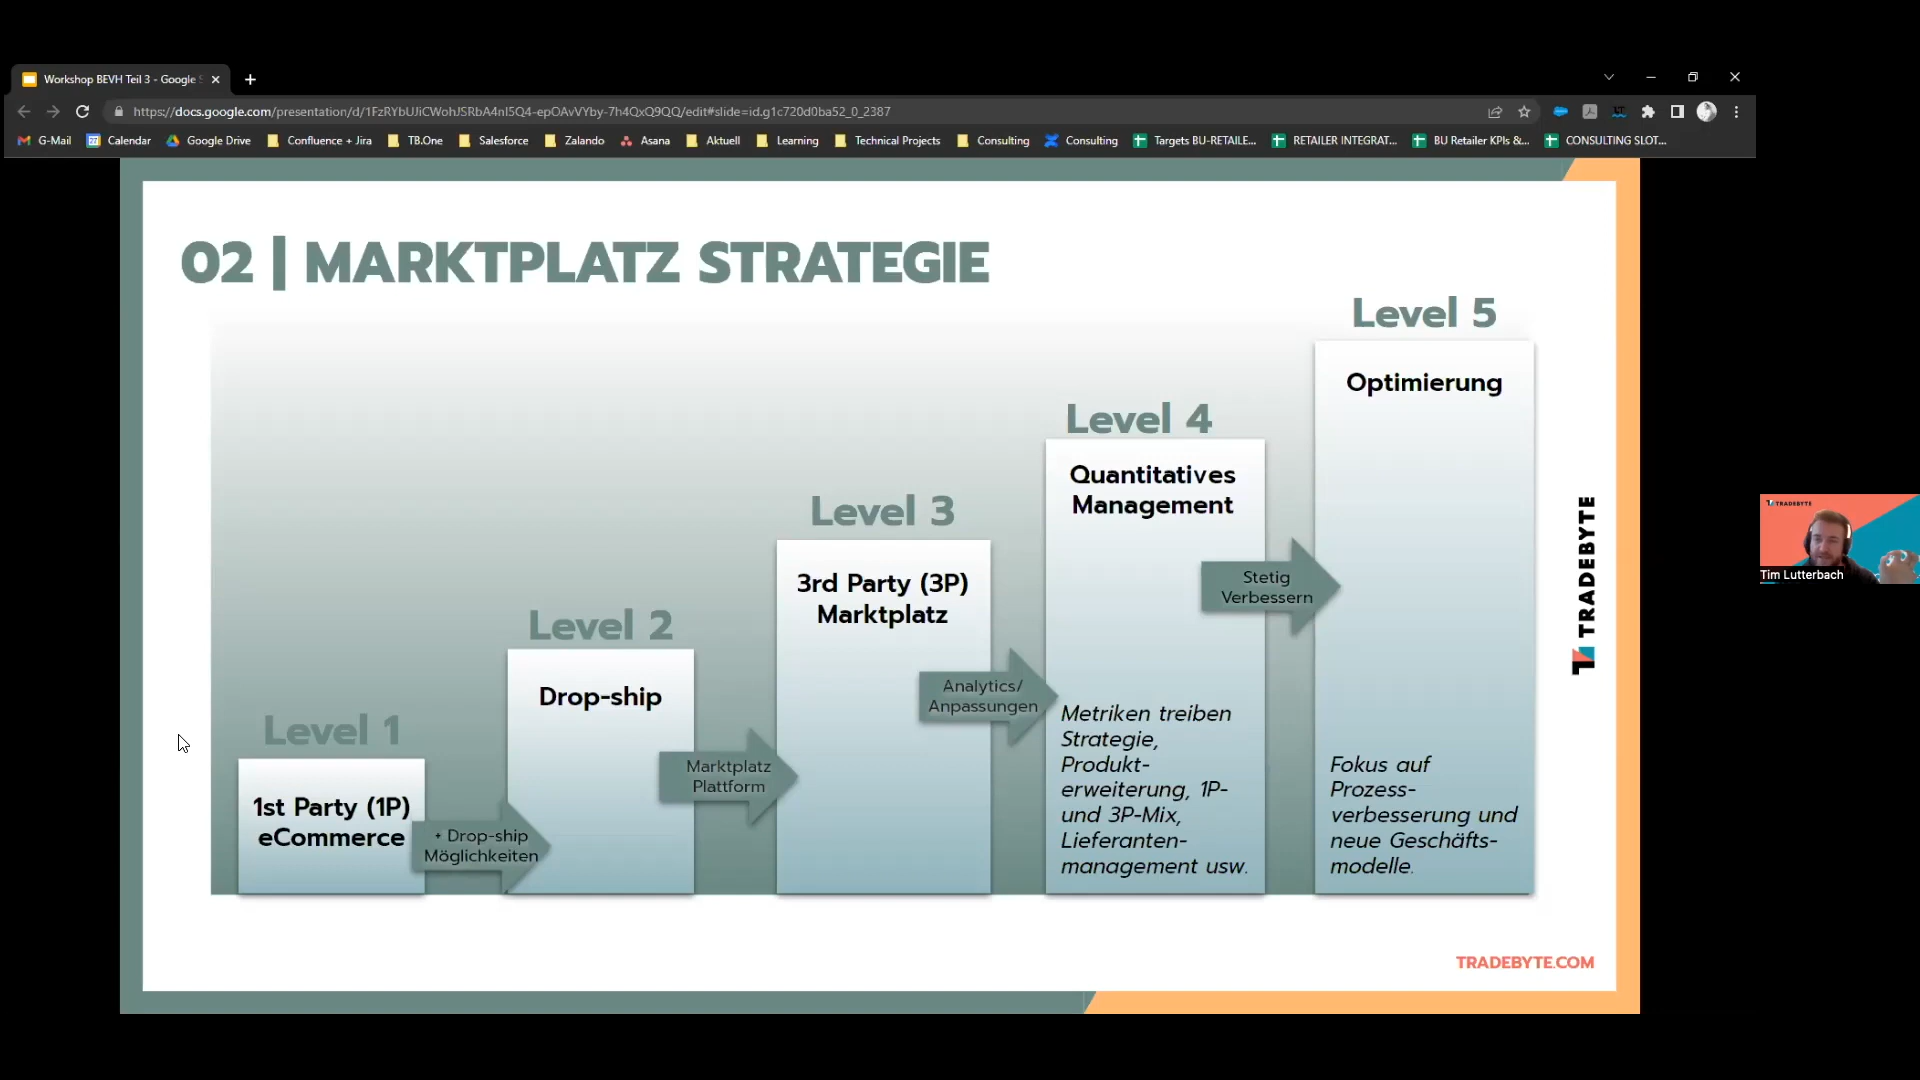 Workshop BEVH Teil 3 - Google
https://docs.google.com/presentation/d/1FzRYbUJiCWohJSRbA4nI5Q4-epOAvVYby-7h4QxQ9QQ/edit#slide=id.g1c720d0ba52_0_2387
G-Mail Calendar Google Drive Confluence + Jira TB.One Salesforce Zalando Asana Aktuell Learning Technical Projects Consulting Consulting Targets BU-RETAILE... RETAILER INTEGRAT... BU Retailer KPIs &... CONSULTING SLOT...
02 | MARKTPLATZ STRATEGIE
Level 1
1st Party (1P)
eCommerce
+ Drop-ship
Möglichkeiten
Level 2
Drop-ship
Marktplatz
Plattform
Level 3
3rd Party (3P)
Marktplatz
Analytics/
Anpassungen
Level 4
Quantitatives
Management
Metriken treiben
Strategie,
Produkt-
erweiterung, 1P-
und 3P-Mix,
Lieferanten-
management usw.
Stetig
Verbessern
Level 5
Optimierung
Fokus auf
Prozess-
verbesserung und
neue Geschäfts-
modelle.
TRADEBYTE
TRADEBYTE.COM
TRADEBYTE
Tim Lutterbach